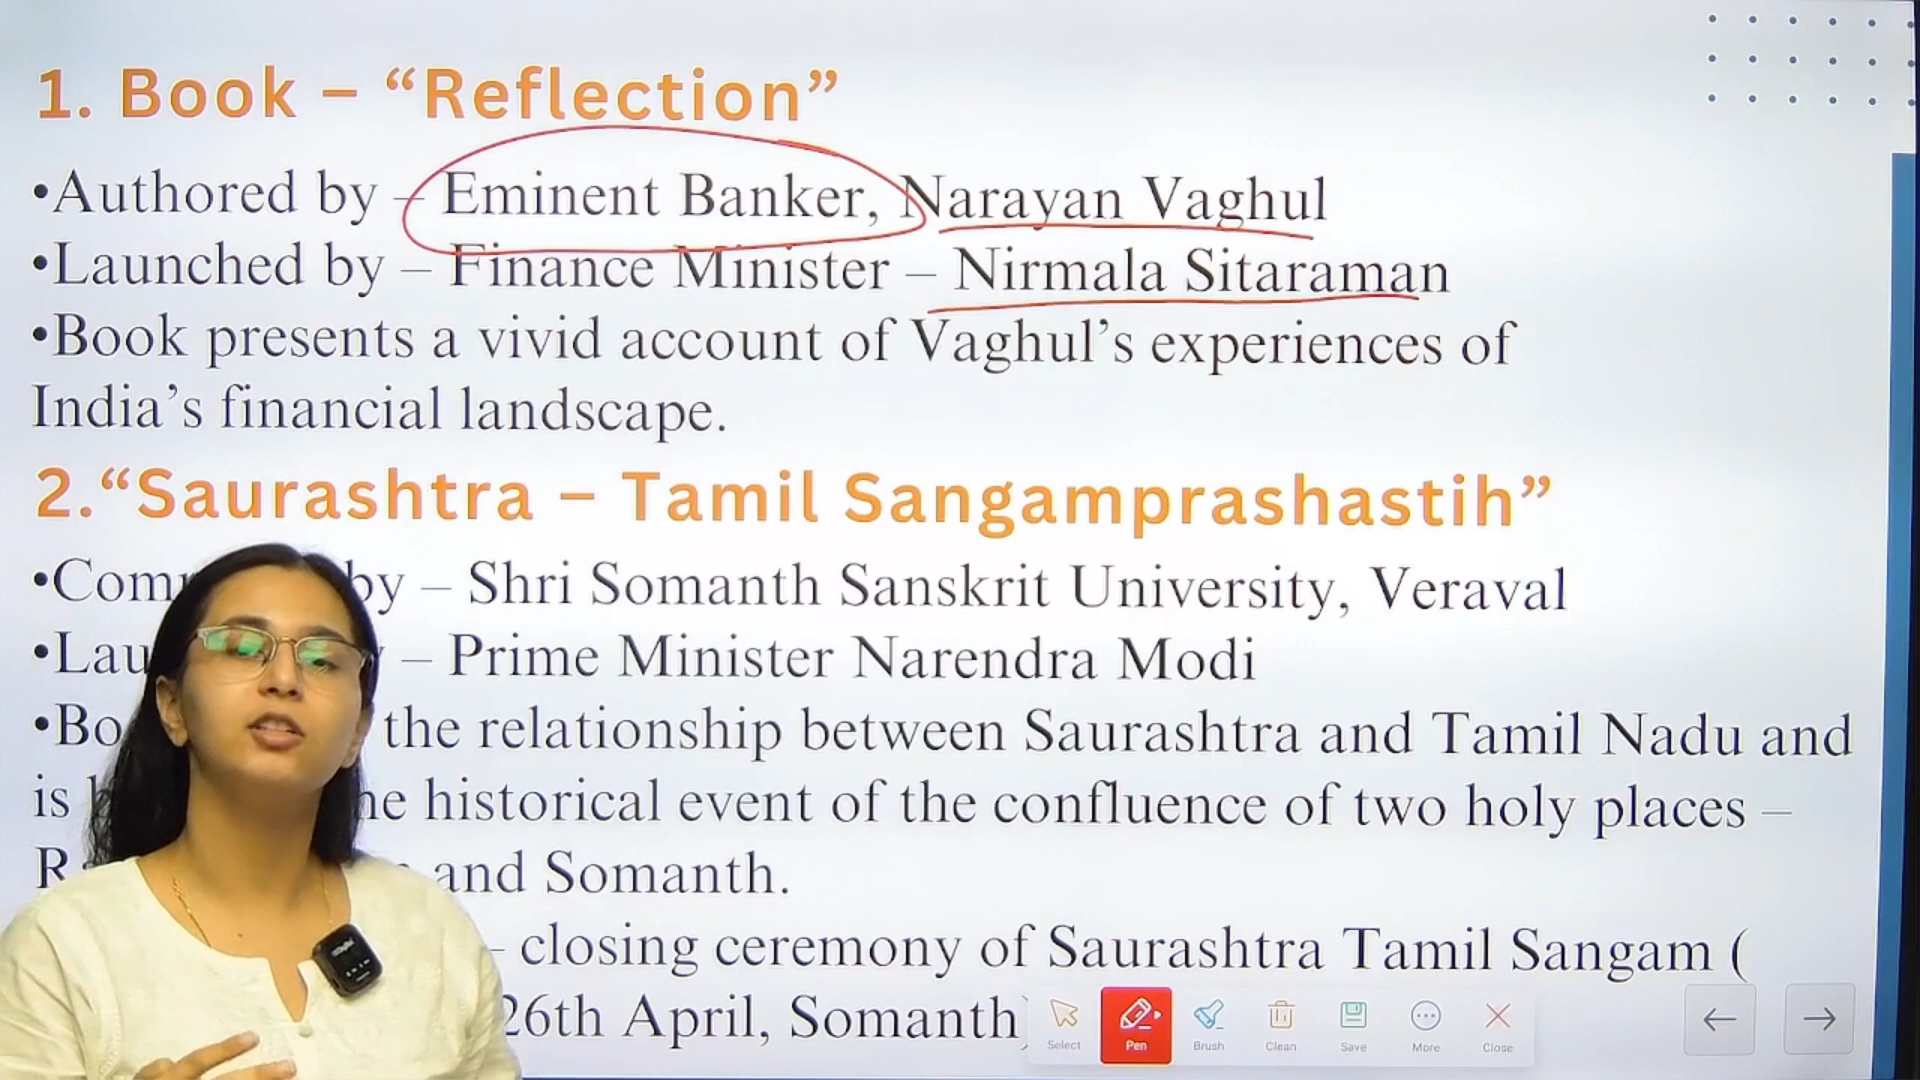 1. Book – “Reflection”
•Authored by – Eminent Banker, Narayan Vaghul
•Launched by – Finance Minister – Nirmala Sitaraman
•Book presents a vivid account of Vaghul’s experiences of
India’s financial landscape.
2.“Saurashtra – Tamil Sangamprashastih”
by – Shri Somanth Sanskrit University, Veraval
– Prime Minister Narendra Modi
the relationship between Saurashtra and Tamil Nadu and
is historical event of the confluence of two holy places –
and Somanth.
– closing ceremony of Saurashtra Tamil Sangam (
26th April, Somanth)
Select Pen Brush Clean Save More Close